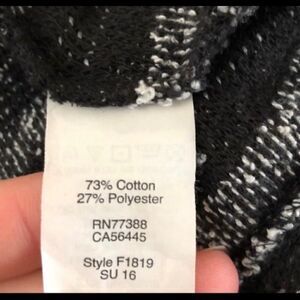 73% Cotton
27% Polyester
RN77388
CA56445
Style F1819
SU 16